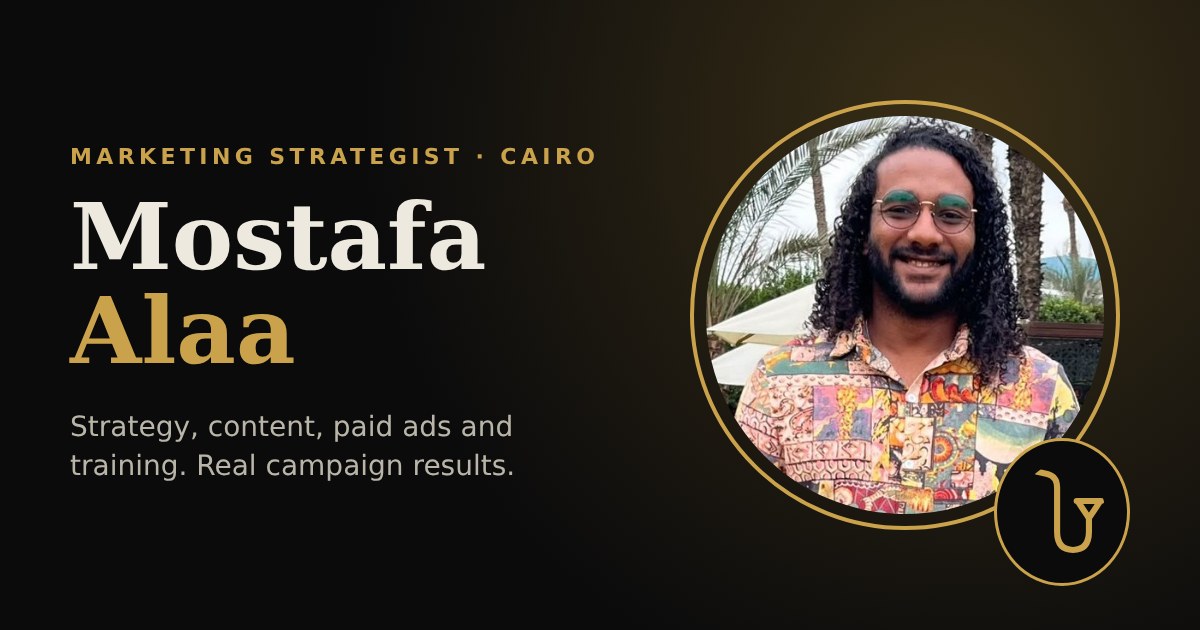 MARKETING STRATEGIST · CAIRO
Mostafa
Alaa
Strategy, content, paid ads and
training. Real campaign results.